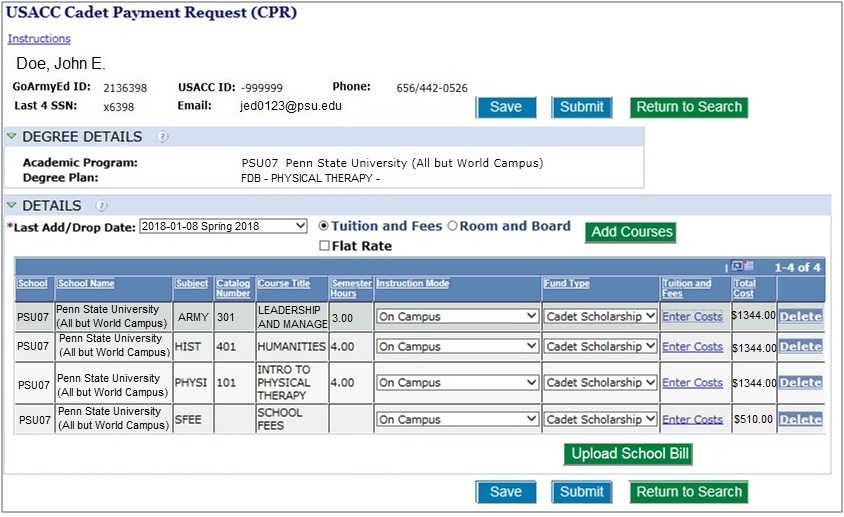 USACC Cadet Payment Request (CPR)
Instructions
Doe, John E.
GoArmyEd ID: 2136398 USACC ID: -999999 Phone: 656/442-0526
Last 4 SSN: x6398 Email: jed0123@psu.edu Save Submit Return to Search
DEGREE DETAILS ?
Academic Program: PSU07 Penn State University (All but World Campus)
Degree Plan: FDB - PHYSICAL THERAPY -
DETAILS ?
*Last Add/Drop Date: 2018-01-08 Spring 2018 Tuition and Fees Room and Board Add Courses
Flat Rate
1-4 of 4
School School Name Subject Catalog Number Course Title Semester Hours Instruction Mode Fund Type Tuition and Fees Total Cost
PSU07 Penn State University (All but World Campus) ARMY 301 LEADERSHIP AND MANAGE 3.00 On Campus Cadet Scholarship Enter Costs $1344.00 Delete
PSU07 Penn State University (All but World Campus) HIST 401 HUMANITIES 4.00 On Campus Cadet Scholarship Enter Costs $1344.00 Delete
PSU07 Penn State University (All but World Campus) PHYSI 101 INTRO TO PHYSICAL THERAPY 4.00 On Campus Cadet Scholarship Enter Costs $1344.00 Delete
PSU07 Penn State University (All but World Campus) SFEE SCHOOL FEES On Campus Cadet Scholarship Enter Costs $510.00 Delete
Upload School Bill
Save Submit Return to Search